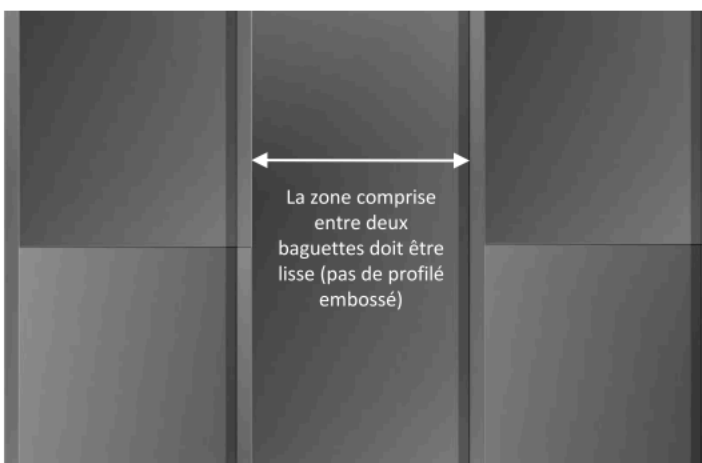 La zone comprise
entre deux
baguettes doit être
lisse (pas de profilé
embossé)